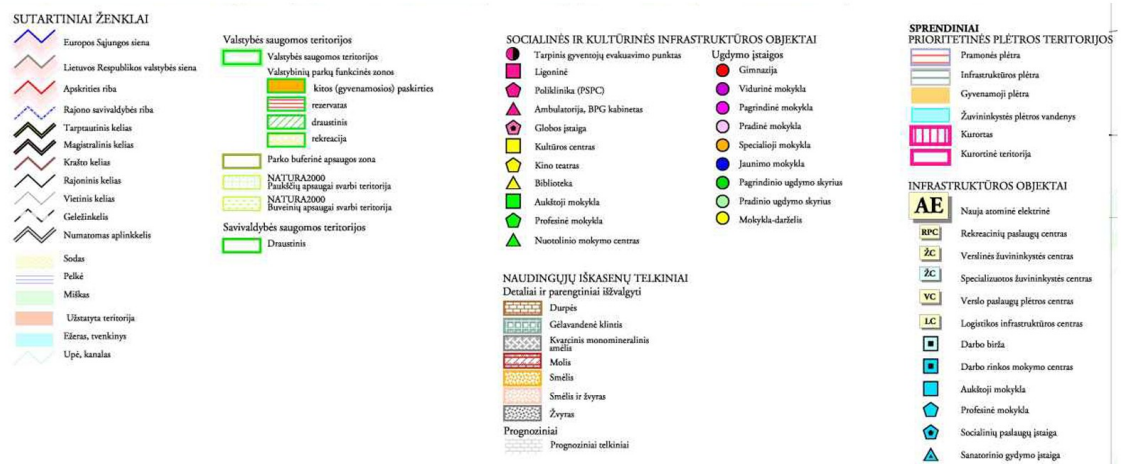 SUTARTINIAI ŽENKLAI
Europos Sąjungos siena
Lietuvos Respublikos valstybės siena
Apskrities riba
Rajono savivaldybės riba
Tarptautinis kelias
Magistralinis kelias
Krašto kelias
Rajoninis kelias
Vietinis kelias
Geležinkelis
Numatomas aplinkkelis
Sodas
Pelkė
Miškas
Užstatyta teritorija
Ežeras, tvenkinys
Upė, kanalas
Valstybės saugomos teritorijos
Valstybės saugomos teritorijos
Valstybinių parkų funkcinės zonos
kitos (gyvenamosios) paskirties
rezervatas
draustinis
rekreacija
Parko buferinė apsaugos zona
NATURA2000
Paukščių apsaugai svarbi teritorija
NATURA2000
Buveinių apsaugai svarbi teritorija
Savivaldybės saugomos teritorijos
Draustinis
SOCIALINĖS IR KULTŪRINĖS INFRASTRUKTŪROS OBJEKTAI
Tarpinis gyventojų evakuavimo punktas
Ligoninė
Poliklinika (PSPC)
Ambulatorija, BPG kabinetas
Globos įstaiga
Kultūros centras
Kino teatras
Biblioteka
Aukštoji mokykla
Profesinė mokykla
Nuotolinio mokymo centras
Ugdymo įstaigos
Gimnazija
Vidurinė mokykla
Pagrindinė mokykla
Pradinė mokykla
Specialioji mokykla
Jaunimo mokykla
Pagrindinio ugdymo skyrius
Pradinio ugdymo skyrius
Mokykla-darželis
NAUDINGŲJŲ IŠKASENŲ TELKINIAI
Detaliai ir parengtiniai išžvalgyti
Durpės
Gėlavandenė klintis
Kvarcinis monomineralinis
smėlis
Molis
Smėlis
Smėlis ir žvyras
Žvyras
Prognoziniai
Prognoziniai telkiniai
SPRENDINIAI
PRIORITETINĖS PLĖTROS TERITORIJOS
Pramonės plėtra
Infrastruktūros plėtra
Gyvenamoji plėtra
Žuvininkystės plėtros vandenys
Kurortas
Kurortinė teritorija
INFRASTRUKTŪROS OBJEKTAI
AE Nauja atominė elektrinė
RPC Rekreacinių paslaugų centras
ŽC Verslinės žuvininkystės centras
ŽC Specializuotos žuvininkystės centras
VC Verslo paslaugų plėtros centras
LC Logistikos infrastruktūros centras
Darbo birža
Darbo rinkos mokymo centras
Aukštoji mokykla
Profesinė mokykla
Socialinių paslaugų įstaiga
Sanatorinio gydymo įstaiga